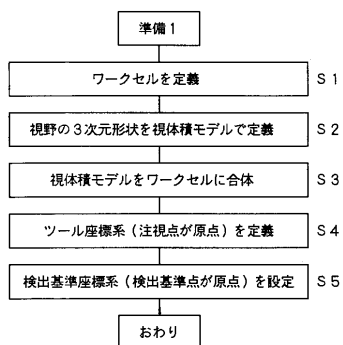 準備1
ワークセルを定義 S1
視野の3次元形状を視体積モデルで定義 S2
視体積モデルをワークセルに合体 S3
ツール座標系(注視点が原点)を定義 S4
検出基準座標系(検出基準点が原点)を設定 S5
おわり